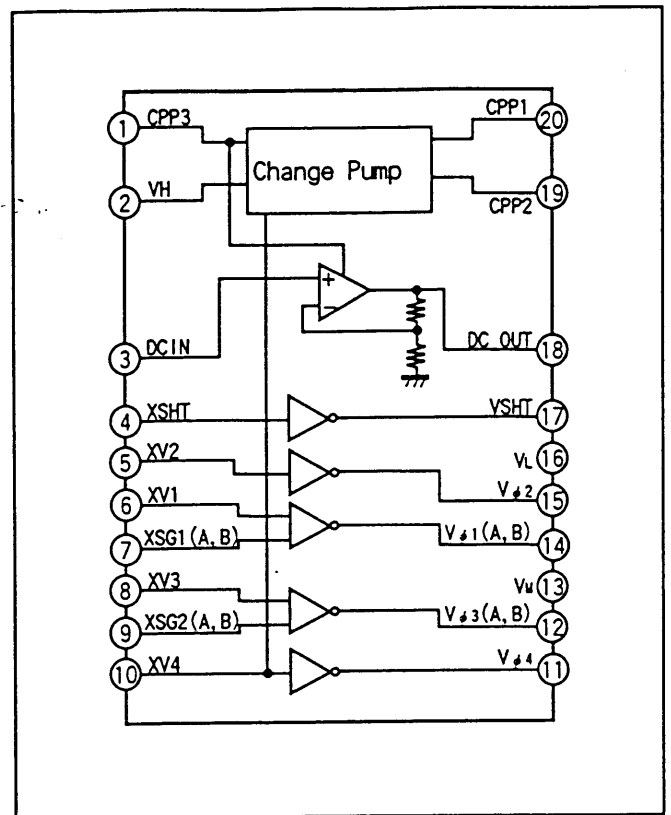 1 CPP3
CPP1 20
2 VH
Change Pump
CPP2 19
+
−
3 DCIN
DC OUT 18
4 XSHT
VSHT 17
5 XV2
VL 16
6 XV1
Vφ2 15
7 XSG1(A,B)
Vφ1(A,B) 14
8 XV3
VM 13
9 XSG2(A,B)
Vφ3(A,B) 12
10 XV4
Vφ4 11